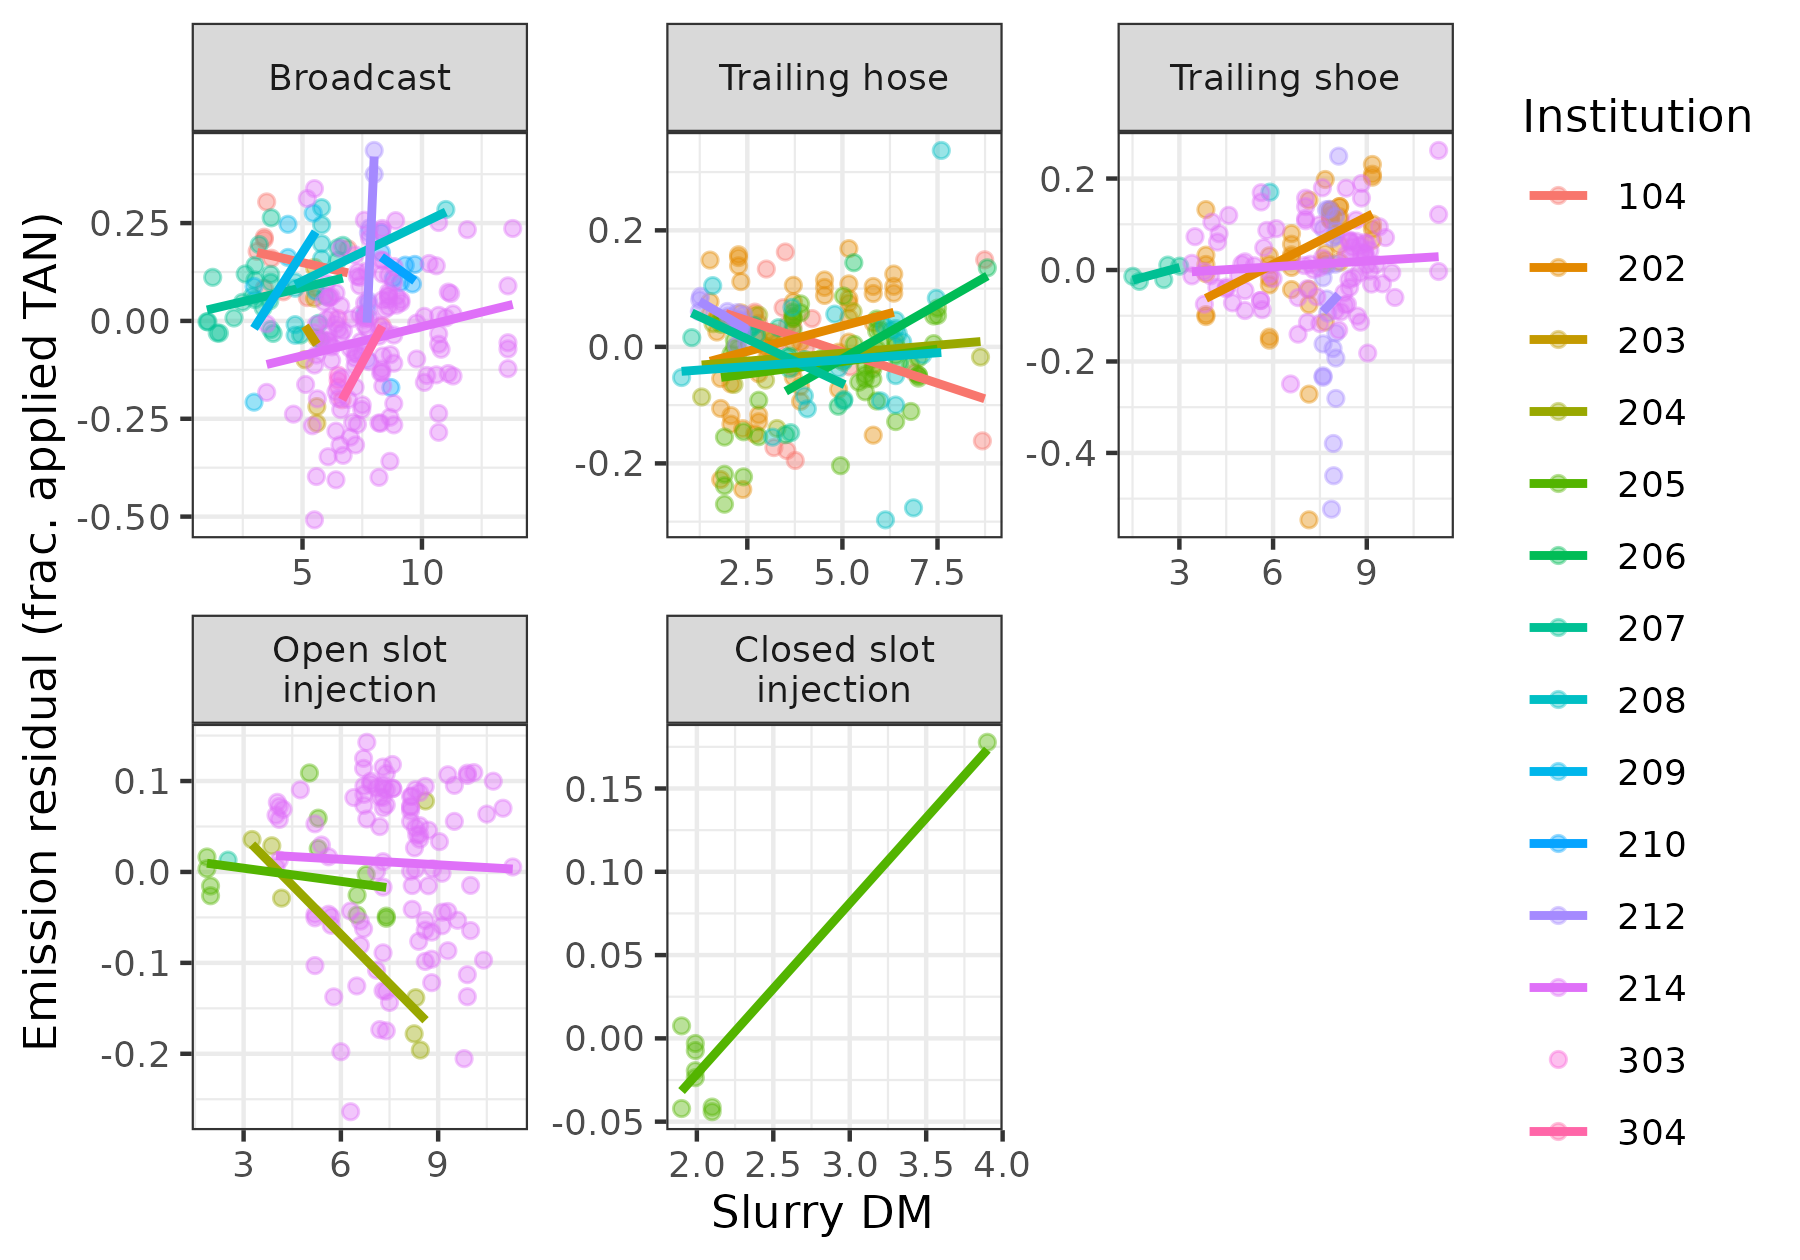 Broadcast
Trailing hose
Trailing shoe
0.25
0.00
-0.25
-0.50
5 10
0.2
0.0
-0.2
2.5 5.0 7.5
0.2
0.0
-0.2
-0.4
3 6 9
Open slot
injection
Closed slot
injection
0.1
0.0
-0.1
-0.2
3 6 9
0.15
0.10
0.05
0.00
-0.05
2.0 2.5 3.0 3.5 4.0
Slurry DM
Emission residual (frac. applied TAN)
Institution
104
202
203
204
205
206
207
208
209
210
212
214
303
304